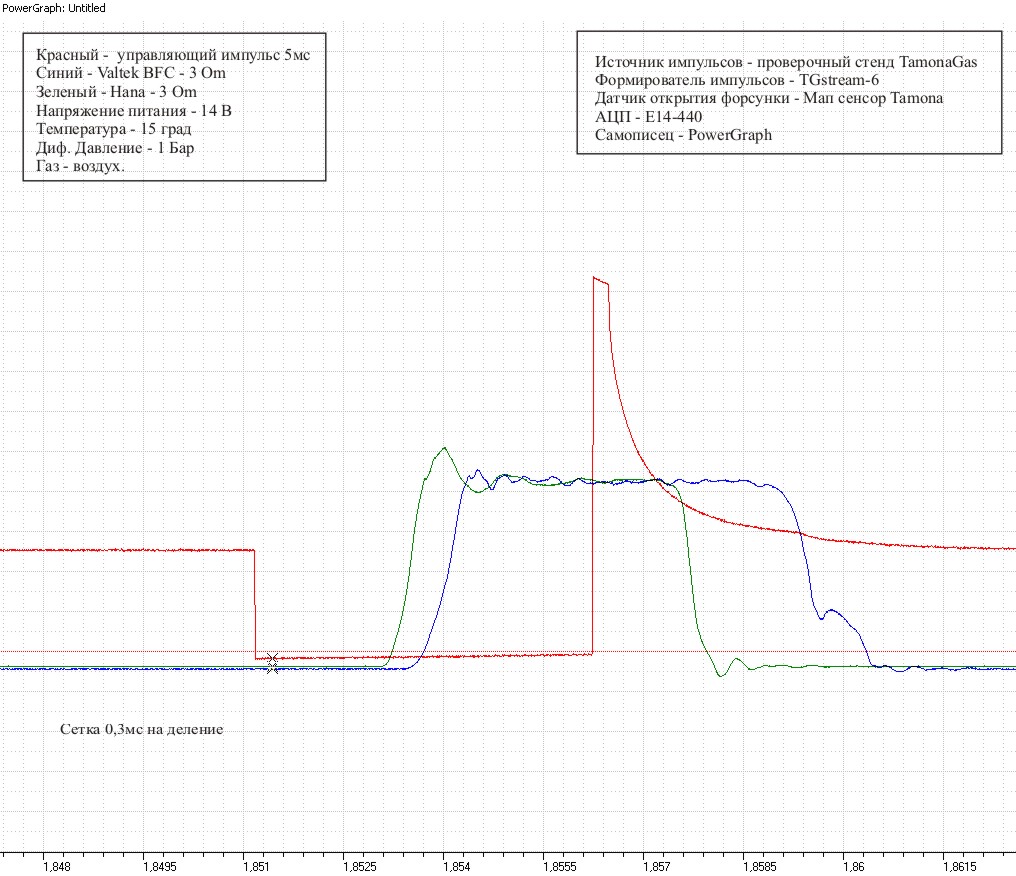 PowerGraph: Untitled
Красный - управляющий импульс 5мс
Синий - Valtek BFC - 3 Om
Зеленый - Hana - 3 Om
Напряжение питания - 14 В
Температура - 15 град
Диф. Давление - 1 Бар
Газ - воздух.
Источник импульсов - проверочный стенд TamonaGas
Формирователь импульсов - TGstream-6
Датчик открытия форсунки - Мап сенсор Tamona
АЦП - E14-440
Самописец - PowerGraph
Сетка 0,3мс на деление
1,848 1,8495 1,851 1,8525 1,854 1,8555 1,857 1,8585 1,86 1,8615